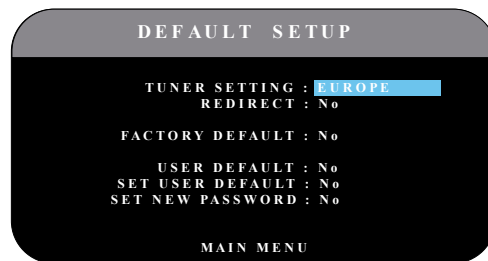 DEFAULT SETUP
TUNER SETTING : EUROPE
REDIRECT : No
FACTORY DEFAULT : No
USER DEFAULT : No
SET USER DEFAULT : No
SET NEW PASSWORD : No
MAIN MENU